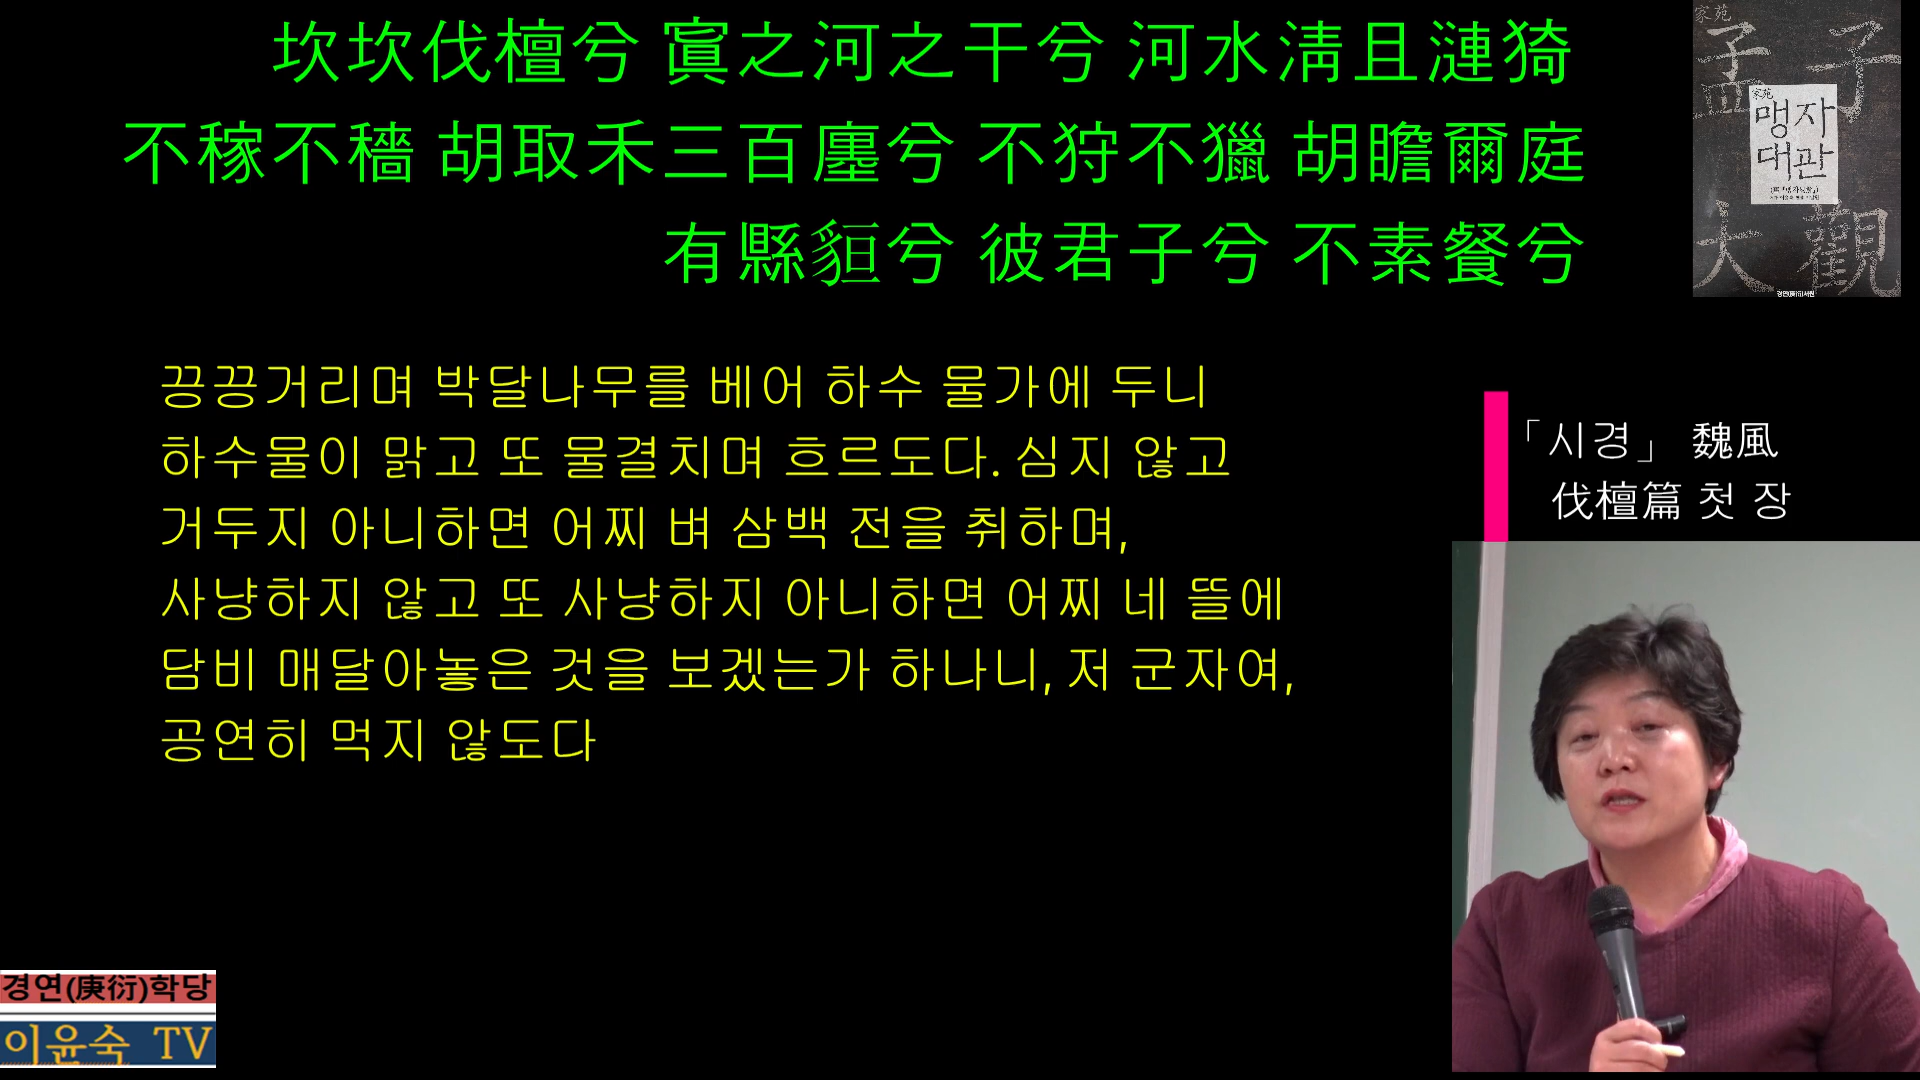 坎坎伐檀兮 寘之河之干兮 河水淸且漣猗
不稼不穡 胡取禾三百廛兮 不狩不獵 胡瞻爾庭
有縣貆兮 彼君子兮 不素餐兮
끙끙거리며 박달나무를 베어 하수 물가에 두니
하수물이 맑고 또 물결치며 흐르도다. 심지 않고
거두지 아니하면 어찌 벼 삼백 전을 취하며,
사냥하지 않고 또 사냥하지 아니하면 어찌 네 뜰에
담비 매달아놓은 것을 보겠는가 하나니, 저 군자여,
공연히 먹지 않도다
「시경」 魏風
伐檀篇 첫 장
家苑
孟子
家苑
맹자
대관
大觀
경연(庚衍)학당
이윤숙 TV